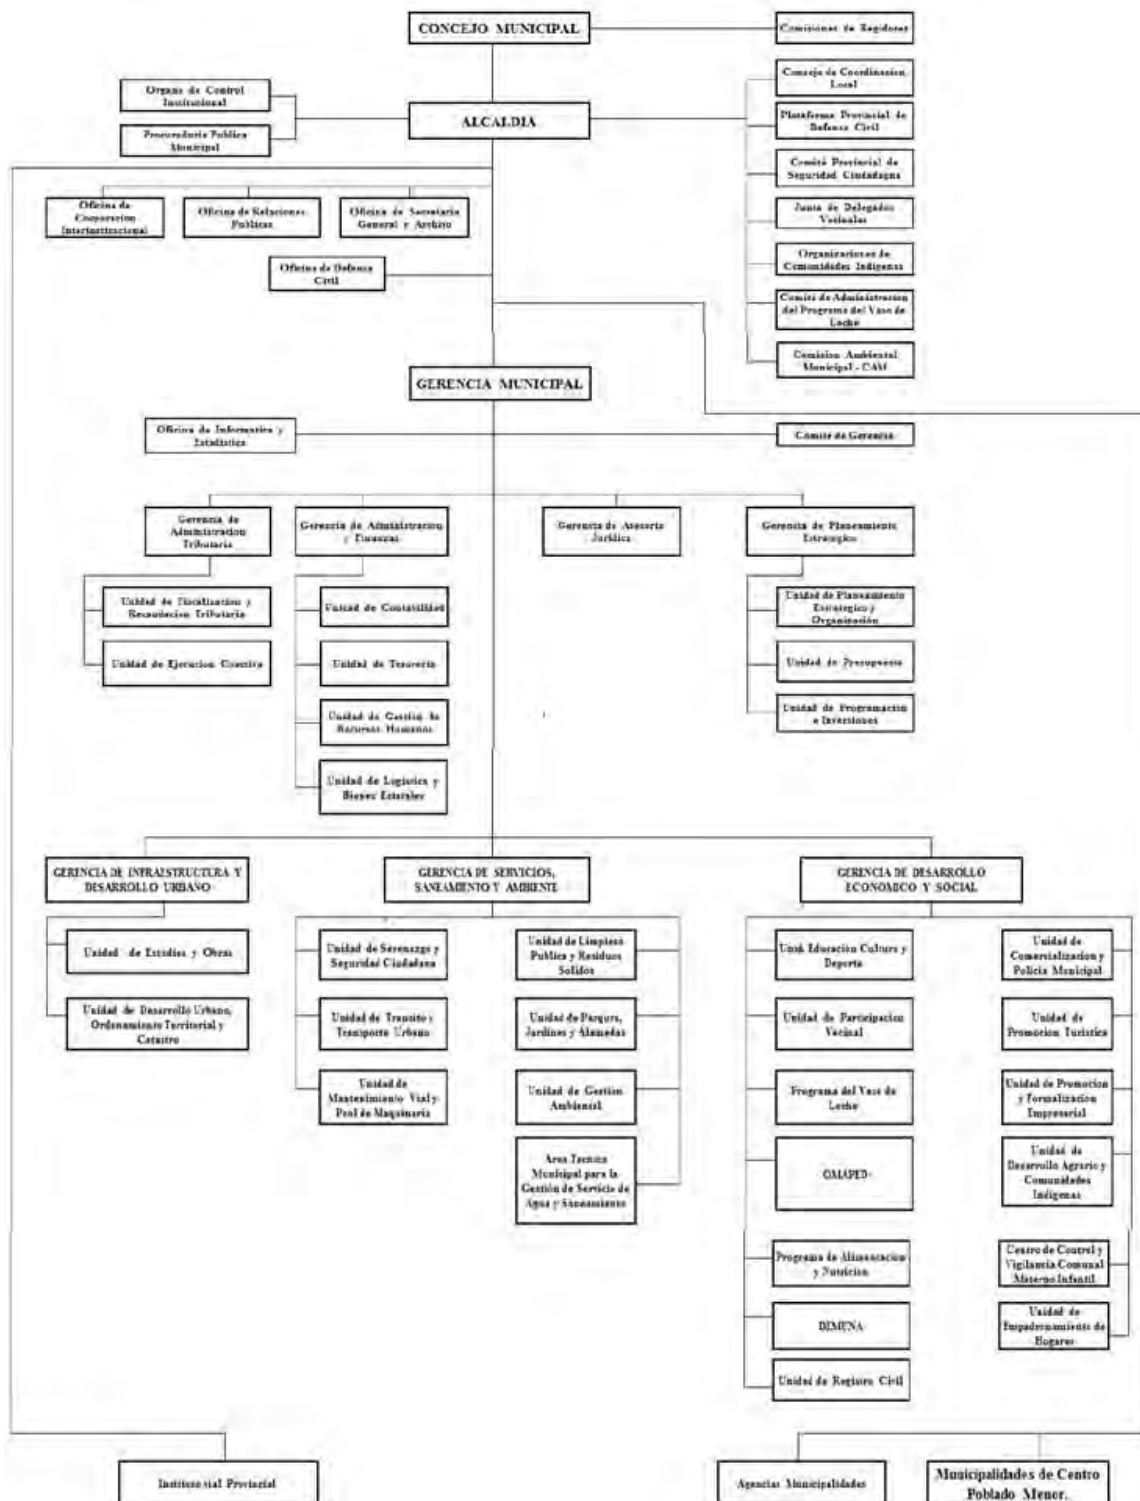 CONCEJO MUNICIPAL
Comisiones de Regidores
Organo de Control
Institucional
Procuraduria Publica
Municipal
ALCALDIA
Consejo de Coordinacion
Local
Plataforma Provincial de
Defensa Civil
Comité Provincial de
Seguridad Ciudadana
Junta de Delegados
Vecinales
Organizaciones de
Comunidades Indigenas
Comité de Administracion
del Programa del Vaso de
Leche
Comision Ambiental
Municipal - CAM
Oficina de
Cooperacion
Interinstitucional
Oficina de Relaciones
Publicas
Oficina de Secretaria
General y Archivo
Oficina de Defensa
Civil
GERENCIA MUNICIPAL
Oficina de Informatica y
Estadistica
Comite de Gerencia
Gerencia de
Administracion
Tributaria
Gerencia de Administracion
y Finanzas
Gerencia de Asesoria
Juridica
Gerencia de Planeamiento
Estrategico
Unidad de Fiscalizacion y
Recaudacion Tributaria
Unidad de Ejecucion Coactiva
Unidad de Contabilidad
Unidad de Tesoreria
Unidad de Gestion de
Recursos Humanos
Unidad de Logistica y
Bienes Estatales
Unidad de Planeamiento
Estrategico y
Organización
Unidad de Presupuesto
Unidad de Programacion
e Inversiones
GERENCIA DE INFRAESTRUCTURA Y
DESARROLLO URBANO
GERENCIA DE SERVICIOS,
SANEAMIENTO Y AMBIENTE
GERENCIA DE DESARROLLO
ECONOMICO Y SOCIAL
Unidad de Estudios y Obras
Unidad de Desarrollo Urbano,
Ordenamiento Territorial y
Catastro
Unidad de Serenazgo y
Seguridad Ciudadana
Unidad de Transito y
Transporte Urbano
Unidad de
Mantenimiento Vial y
Pool de Maquinaria
Unidad de Limpieza
Publica y Residuos
Solidos
Unidad de Parques,
Jardines y Alamedas
Unidad de Gestion
Ambiental
Area Tecnica
Municipal para la
Gestión de Servicio de
Agua y Saneamiento
Educacion Cultura y
Deporte
Unidad de Participacion
Vecinal
Programa del Vaso de
Leche
OMAPED
Programa de Alimentacion
y Nutricion
DEMUNA
Unidad de Registro Civil
Unidad de
Comercializacion y
Policia Municipal
Unidad de
Promocion Turistica
Unidad de Promocion
y Formalizacion
Empresarial
Unidad de
Desarrollo Agrario y
Comunidades
Indigenas
Centro de Control y
Vigilancia Comunal
Materno Infantil
Unidad de
Empadronamiento de
Hogares
Instituto vial Provincial
Agencias Municipalidades
Municipalidades de Centro
Poblado Menor.